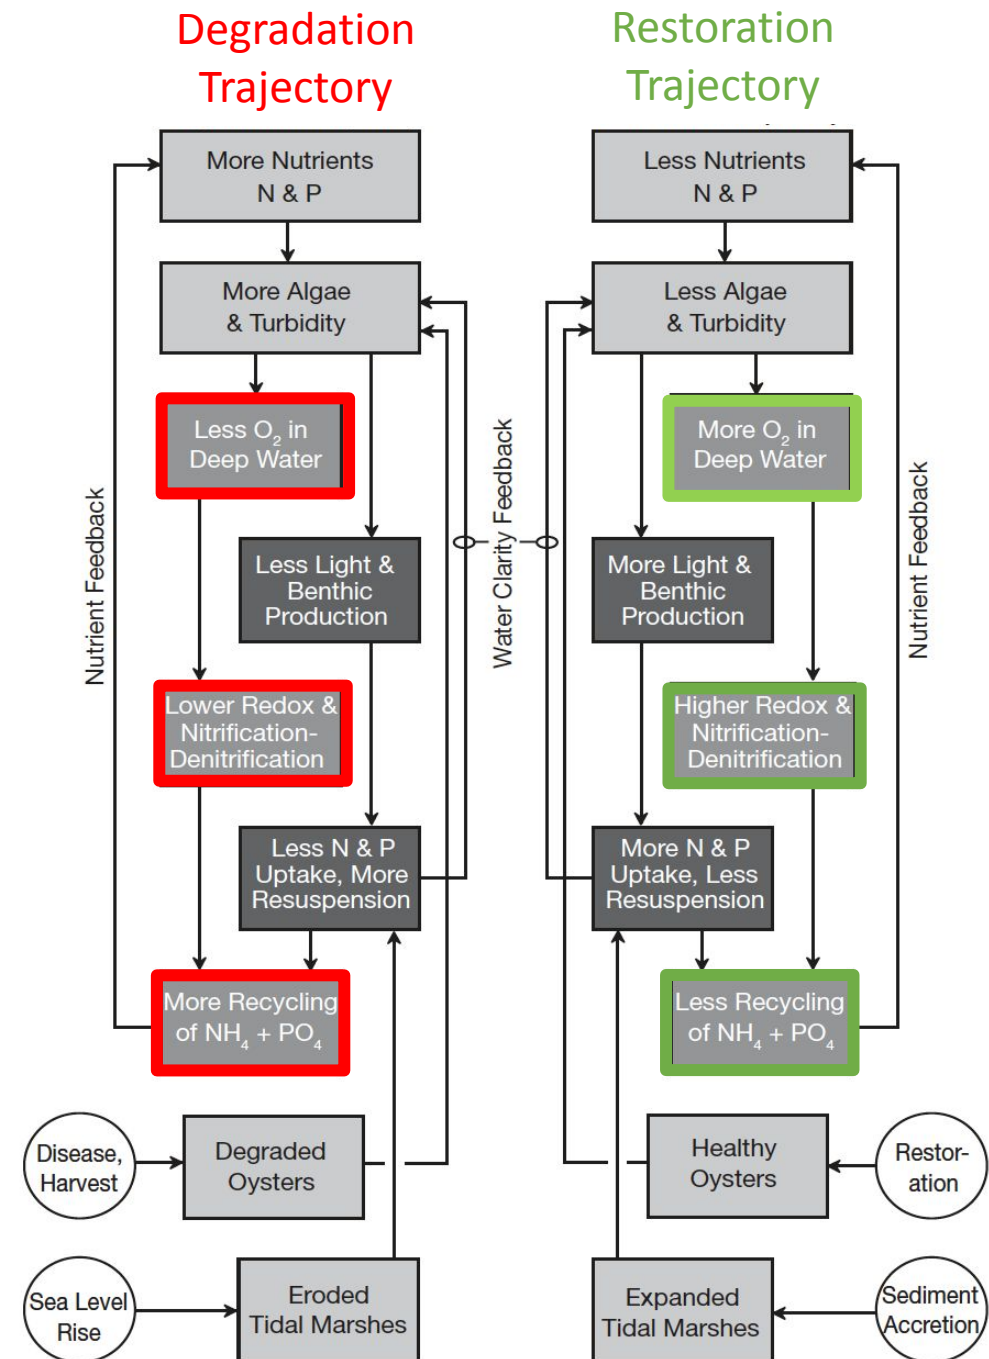 Degradation
Trajectory
Restoration
Trajectory
More Nutrients
N & P
Less Nutrients
N & P
More Algae
& Turbidity
Less Algae
& Turbidity
Less O2 in
Deep Water
More O2 in
Deep Water
Nutrient Feedback
Water Clarity Feedback
Nutrient Feedback
Less Light &
Benthic
Production
More Light &
Benthic
Production
Lower Redox &
Nitrification-
Denitrification
Higher Redox &
Nitrification-
Denitrification
Less N & P
Uptake, More
Resuspension
More N & P
Uptake, Less
Resuspension
More Recycling
of NH4 + PO4
Less Recycling
of NH4 + PO4
Disease,
Harvest
Degraded
Oysters
Healthy
Oysters
Restor-
ation
Sea Level
Rise
Eroded
Tidal Marshes
Expanded
Tidal Marshes
Sediment
Accretion